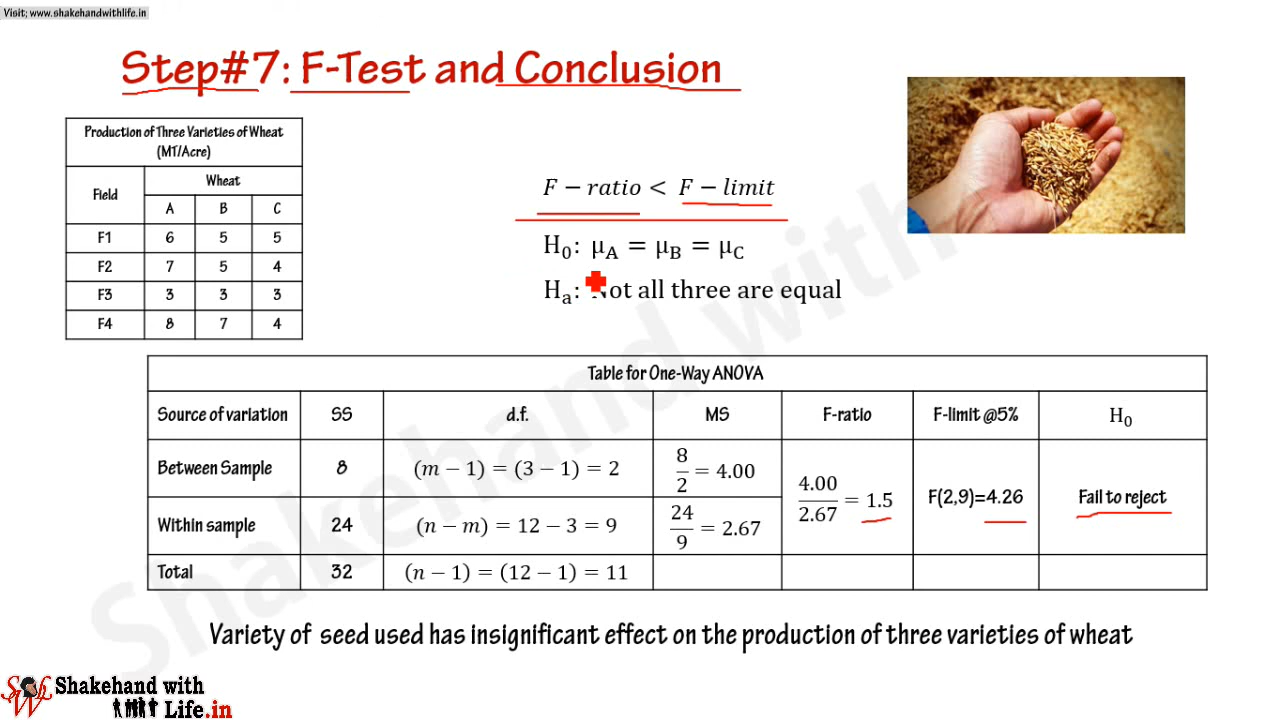 Visit; www.shakehandwithlife.in
Step#7: F-Test and Conclusion
Production of Three Varieties of Wheat
(MT/Acre)
Field Wheat
A B C
F1 6 5 5
F2 7 5 4
F3 3 3 3
F4 8 7 4
F − ratio < F − limit
H₀: μ_A = μ_B = μ_C
Hₐ: Not all three are equal
Table for One-Way ANOVA
Source of variation SS d.f. MS F-ratio F-limit @5% H₀
Between Sample 8 (m − 1) = (3 − 1) = 2 8/2 = 4.00 4.00/2.67 = 1.5 F(2,9)=4.26 Fail to reject
Within sample 24 (n − m) = 12 − 3 = 9 24/9 = 2.67
Total 32 (n − 1) = (12 − 1) = 11
Variety of seed used has insignificant effect on the production of three varieties of wheat
Shakehand with
Life.in
Shakehand with